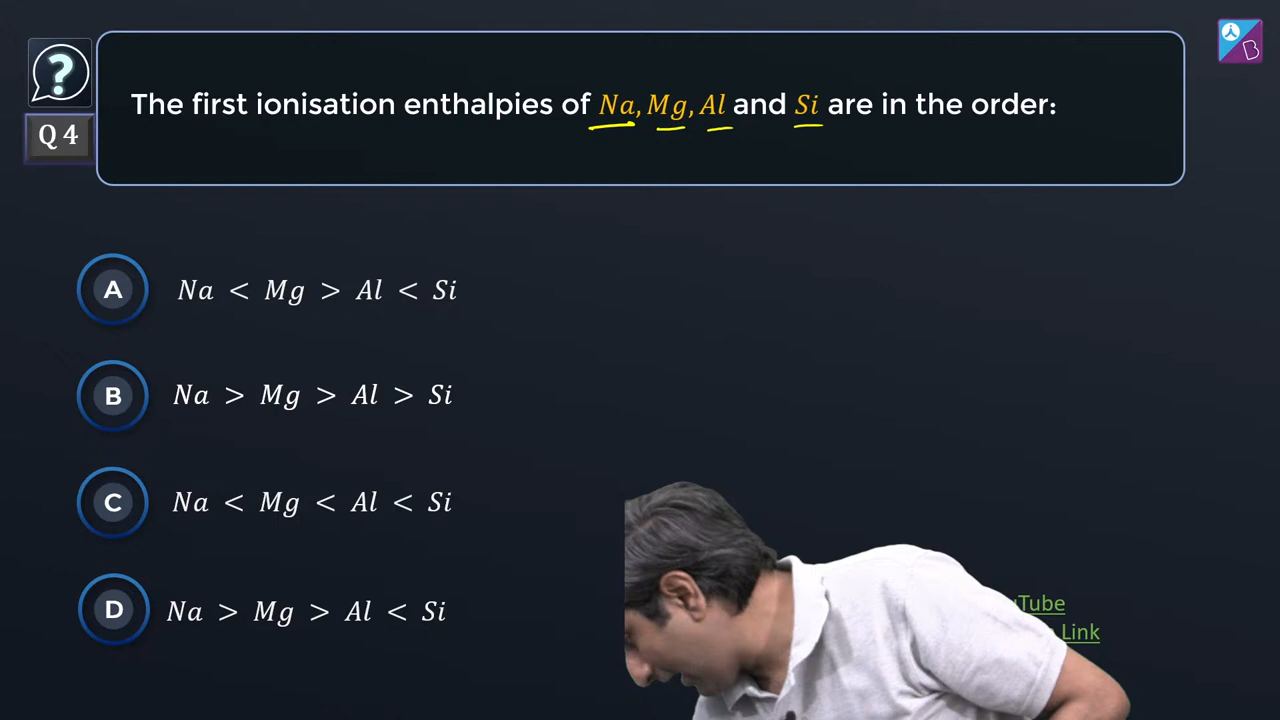 ?
B
The first ionisation enthalpies of Na, Mg, Al and Si are in the order:
Q 4
A Na < Mg > Al < Si
B Na > Mg > Al > Si
C Na < Mg < Al < Si
D Na > Mg > Al < Si
Tube
Link